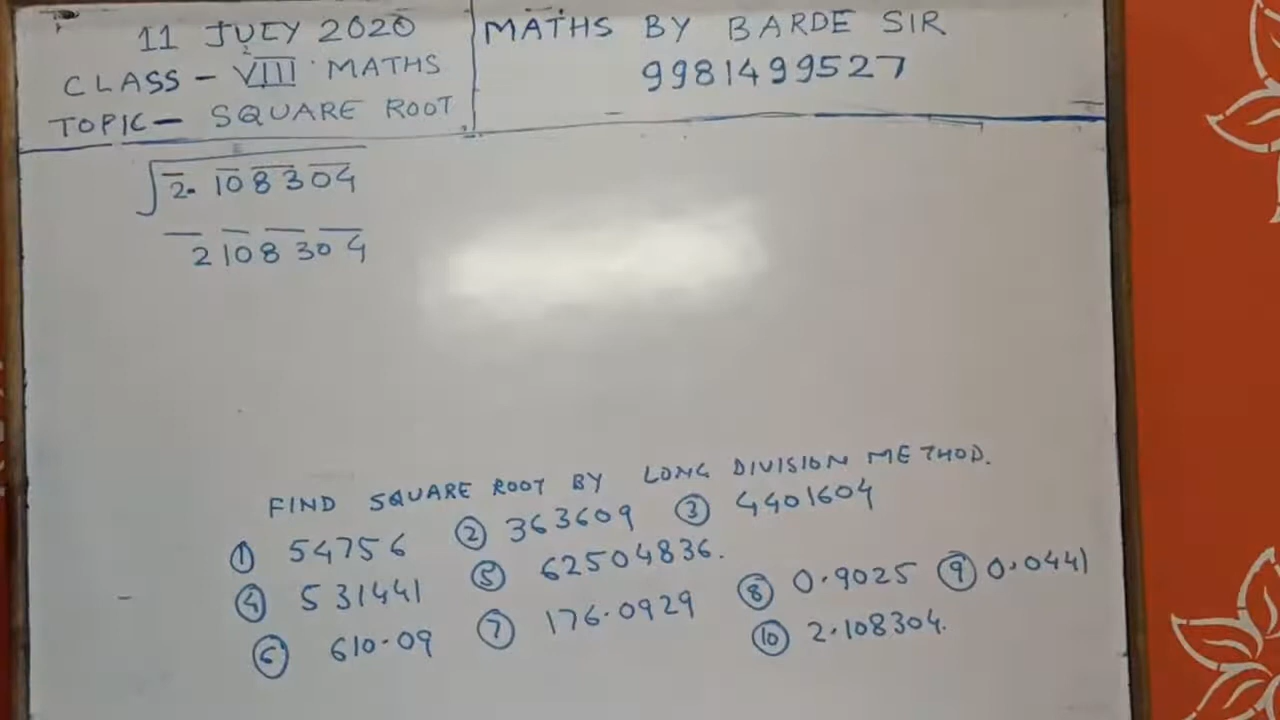 11 JULY 2020
CLASS - VIII MATHS
TOPIC - SQUARE ROOT
MATHS BY BARDE SIR
9981499527
√2.108304
2108304
FIND SQUARE ROOT BY LONG DIVISION METHOD.
① 54756 ② 363609 ③ 4401604
④ 531441 ⑤ 62504836.
⑥ 610.09 ⑦ 176.0929 ⑧ 0.9025 ⑨ 0.0441
⑩ 2.108304.